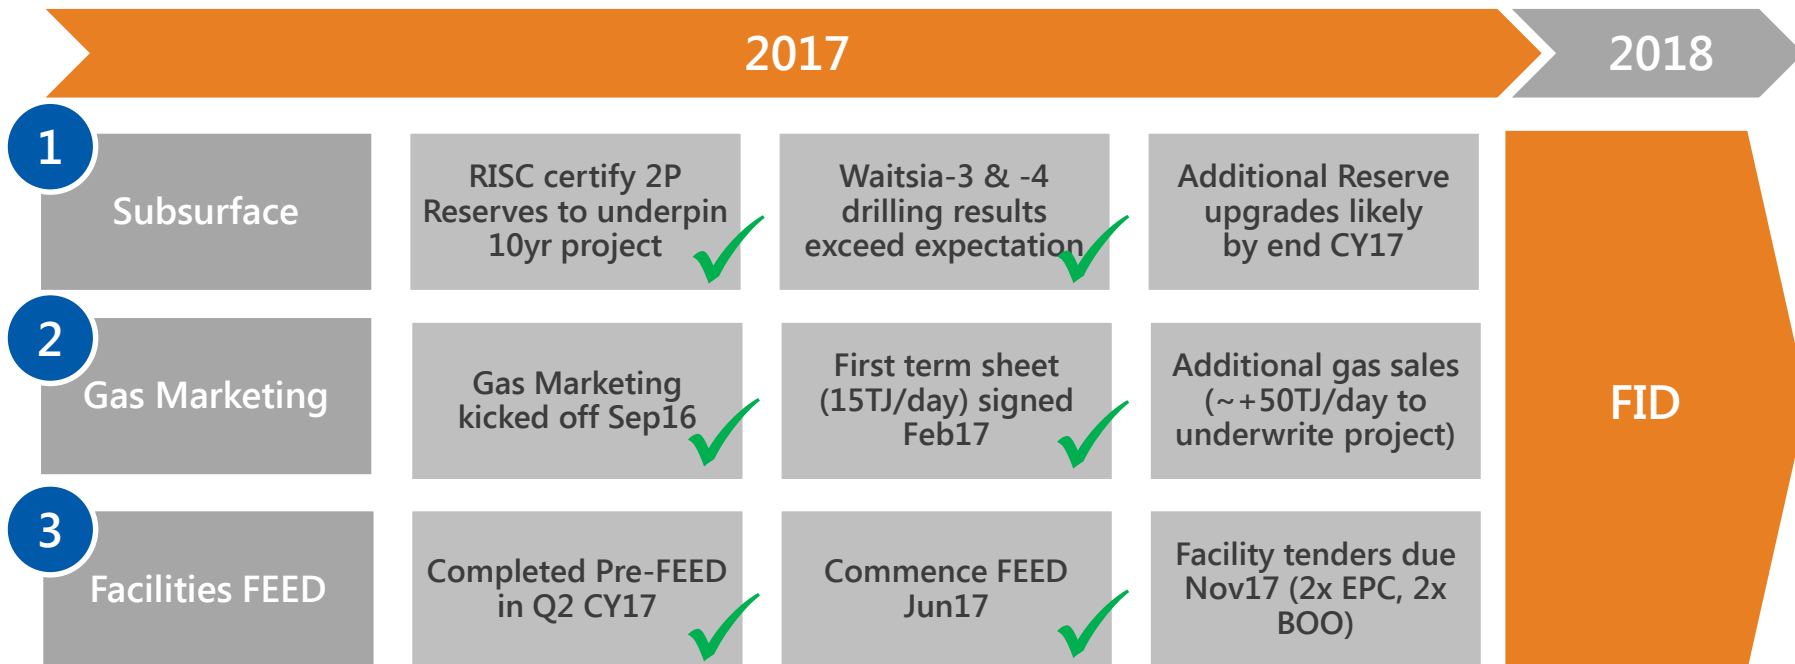 2017
2018
1
Subsurface
RISC certify 2P
Reserves to underpin
10yr project
Waitsia-3 & -4
drilling results
exceed expectation
Additional Reserve
upgrades likely
by end CY17
2
Gas Marketing
Gas Marketing
kicked off Sep16
First term sheet
(15TJ/day) signed
Feb17
Additional gas sales
(~+50TJ/day to
underwrite project)
3
Facilities FEED
Completed Pre-FEED
in Q2 CY17
Commence FEED
Jun17
Facility tenders due
Nov17 (2x EPC, 2x
BOO)
FID